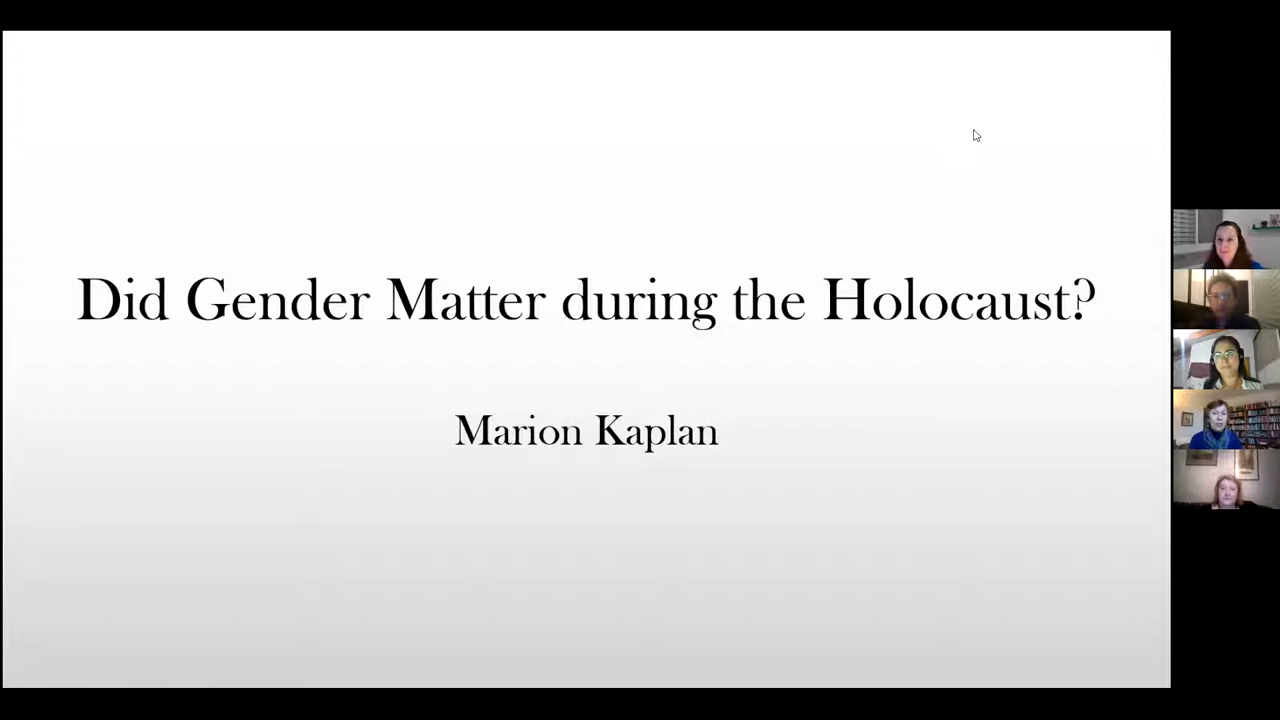 Did Gender Matter during the Holocaust?
Marion Kaplan